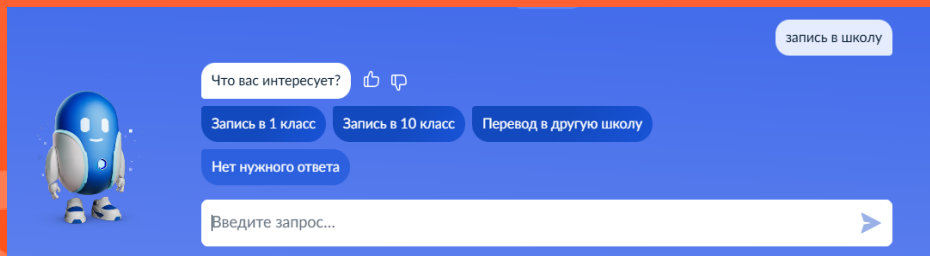 запись в школу
Что вас интересует?
Запись в 1 класс
Запись в 10 класс
Перевод в другую школу
Нет нужного ответа
Введите запрос...